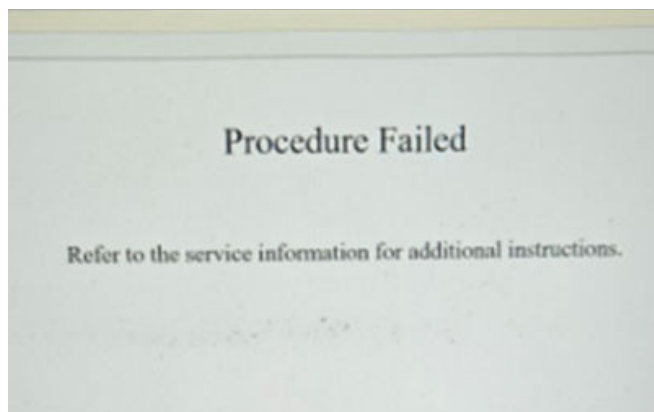 Procedure Failed
Refer to the service information for additional instructions.